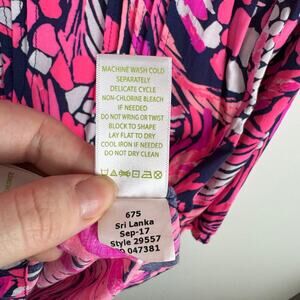 MACHINE WASH COLD
SEPARATELY
DELICATE CYCLE
NON-CHLORINE BLEACH
IF NEEDED
DO NOT WRING OR TWIST
BLOCK TO SHAPE
LAY FLAT TO DRY
COOL IRON IF NEEDED
DO NOT DRY CLEAN
675
Sri Lanka
Sep-17
Style 29557
047381